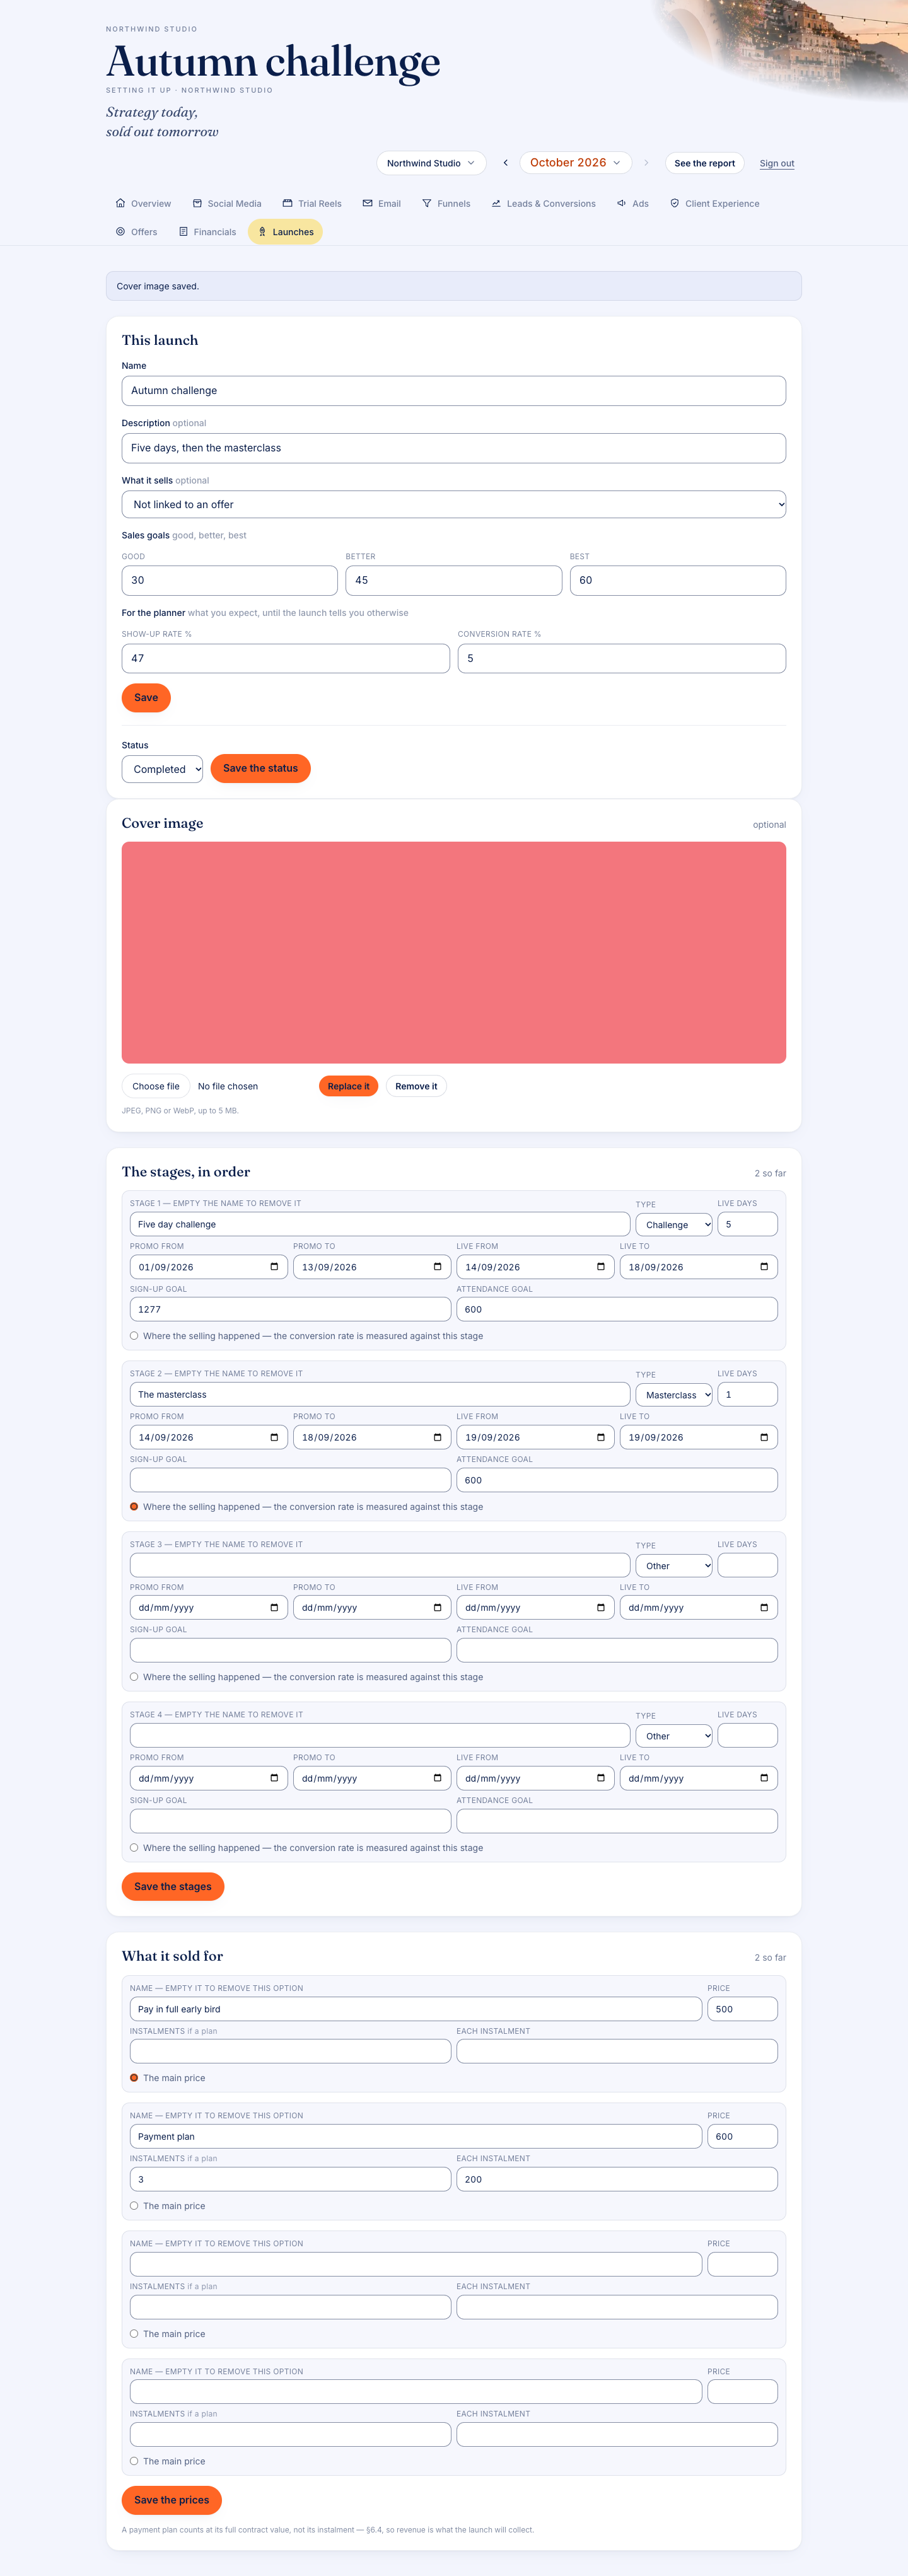 NORTHWIND STUDIO
Autumn challenge
SETTING IT UP · NORTHWIND STUDIO
Strategy today,
sold out tomorrow
Northwind Studio
October 2026
See the report
Sign out
Overview
Social Media
Trial Reels
Email
Funnels
Leads & Conversions
Ads
Client Experience
Offers
Financials
Launches
Cover image saved.
This launch
Name
Autumn challenge
Description optional
Five days, then the masterclass
What it sells optional
Not linked to an offer
Sales goals good, better, best
GOOD
BETTER
BEST
30
45
60
For the planner what you expect, until the launch tells you otherwise
SHOW-UP RATE %
CONVERSION RATE %
47
5
Save
Status
Completed
Save the status
Cover image
optional
Choose file
No file chosen
Replace it
Remove it
JPEG, PNG or WebP, up to 5 MB.
The stages, in order
2 so far
STAGE 1 — EMPTY THE NAME TO REMOVE IT
TYPE
LIVE DAYS
Five day challenge
Challenge
5
PROMO FROM
PROMO TO
LIVE FROM
LIVE TO
01/09/2026
13/09/2026
14/09/2026
18/09/2026
SIGN-UP GOAL
ATTENDANCE GOAL
1277
600
Where the selling happened — the conversion rate is measured against this stage
STAGE 2 — EMPTY THE NAME TO REMOVE IT
TYPE
LIVE DAYS
The masterclass
Masterclass
1
PROMO FROM
PROMO TO
LIVE FROM
LIVE TO
14/09/2026
18/09/2026
19/09/2026
19/09/2026
SIGN-UP GOAL
ATTENDANCE GOAL
600
Where the selling happened — the conversion rate is measured against this stage
STAGE 3 — EMPTY THE NAME TO REMOVE IT
TYPE
LIVE DAYS
Other
PROMO FROM
PROMO TO
LIVE FROM
LIVE TO
dd/mm/yyyy
dd/mm/yyyy
dd/mm/yyyy
dd/mm/yyyy
SIGN-UP GOAL
ATTENDANCE GOAL
Where the selling happened — the conversion rate is measured against this stage
STAGE 4 — EMPTY THE NAME TO REMOVE IT
TYPE
LIVE DAYS
Other
PROMO FROM
PROMO TO
LIVE FROM
LIVE TO
dd/mm/yyyy
dd/mm/yyyy
dd/mm/yyyy
dd/mm/yyyy
SIGN-UP GOAL
ATTENDANCE GOAL
Where the selling happened — the conversion rate is measured against this stage
Save the stages
What it sold for
2 so far
NAME — EMPTY IT TO REMOVE THIS OPTION
PRICE
Pay in full early bird
500
INSTALMENTS if a plan
EACH INSTALMENT
The main price
NAME — EMPTY IT TO REMOVE THIS OPTION
PRICE
Payment plan
600
INSTALMENTS if a plan
EACH INSTALMENT
3
200
The main price
NAME — EMPTY IT TO REMOVE THIS OPTION
PRICE
INSTALMENTS if a plan
EACH INSTALMENT
The main price
NAME — EMPTY IT TO REMOVE THIS OPTION
PRICE
INSTALMENTS if a plan
EACH INSTALMENT
The main price
Save the prices
A payment plan counts at its full contract value, not its instalment — §6.4, so revenue is what the launch will collect.